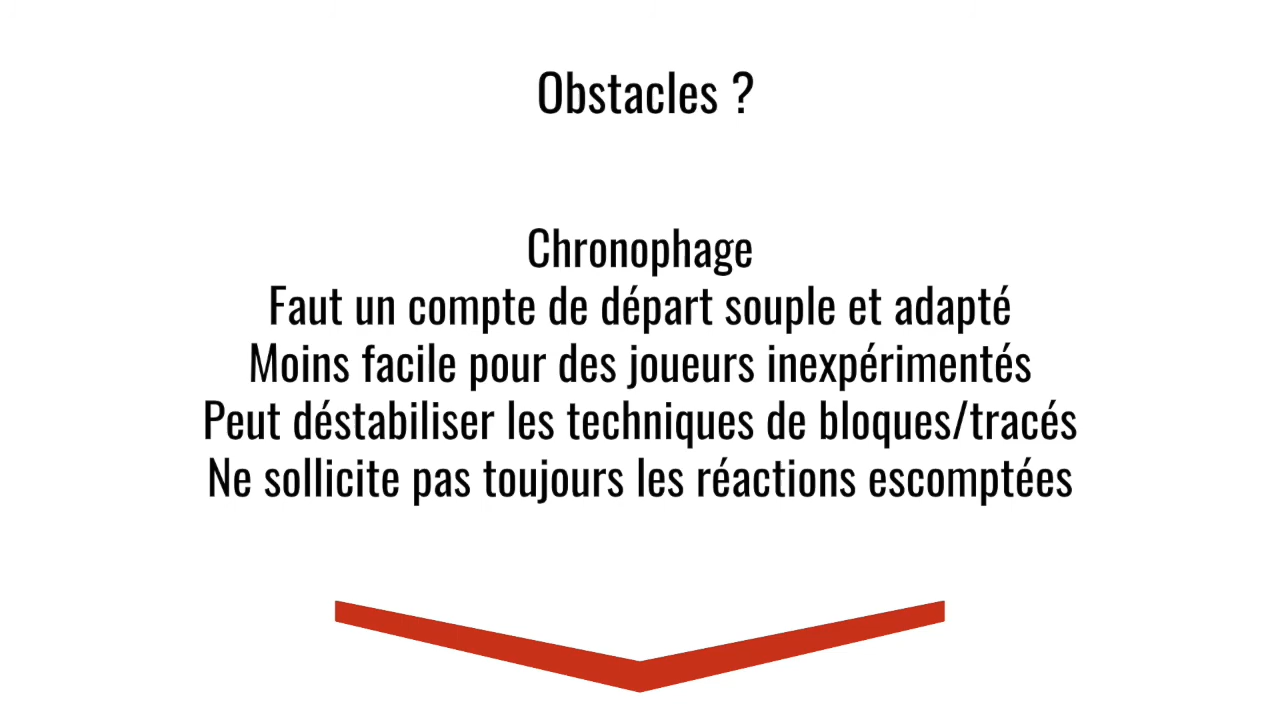 Obstacles ?
Chronophage
Faut un compte de départ souple et adapté
Moins facile pour des joueurs inexpérimentés
Peut déstabiliser les techniques de bloques/tracés
Ne sollicite pas toujours les réactions escomptées